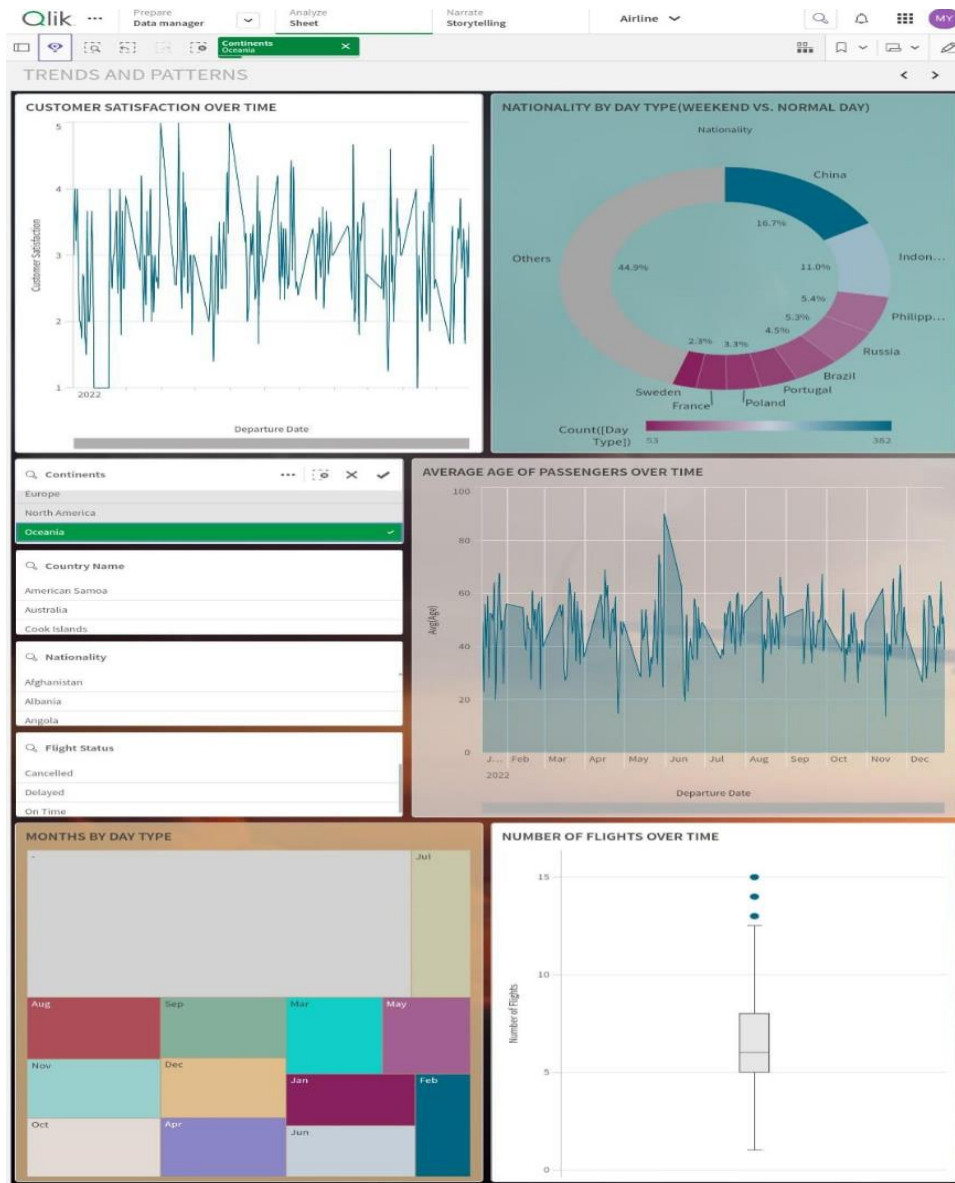 Qlik
Prepare
Data manager
Analyze
Sheet
Narrate
Storytelling
Airline
MY
Continents
Oceania
TRENDS AND PATTERNS
CUSTOMER SATISFACTION OVER TIME
5
4
3
2
1
Customer Satisfaction
2022
Departure Date
NATIONALITY BY DAY TYPE(WEEKEND VS. NORMAL DAY)
Nationality
China
16.7%
Indon...
11.0%
Philipp...
5.4%
Russia
5.2%
Brazil
4.5%
Portugal
Poland
3.3%
France
Sweden
2.3%
Others
44.9%
Count([Day
Type])
53
382
Continents
Europe
North America
Oceania
Country Name
American Samoa
Australia
Cook Islands
Nationality
Afghanistan
Albania
Angola
Flight Status
Cancelled
Delayed
On Time
AVERAGE AGE OF PASSENGERS OVER TIME
100
80
60
40
20
0
Avg(Age)
J... Feb Mar Apr May Jun Jul Aug Sep Oct Nov Dec
2022
Departure Date
MONTHS BY DAY TYPE
-
Jul
Aug
Sep
Mar
May
Nov
Dec
Jan
Feb
Oct
Apr
Jun
NUMBER OF FLIGHTS OVER TIME
15
10
5
0
Number of Flights